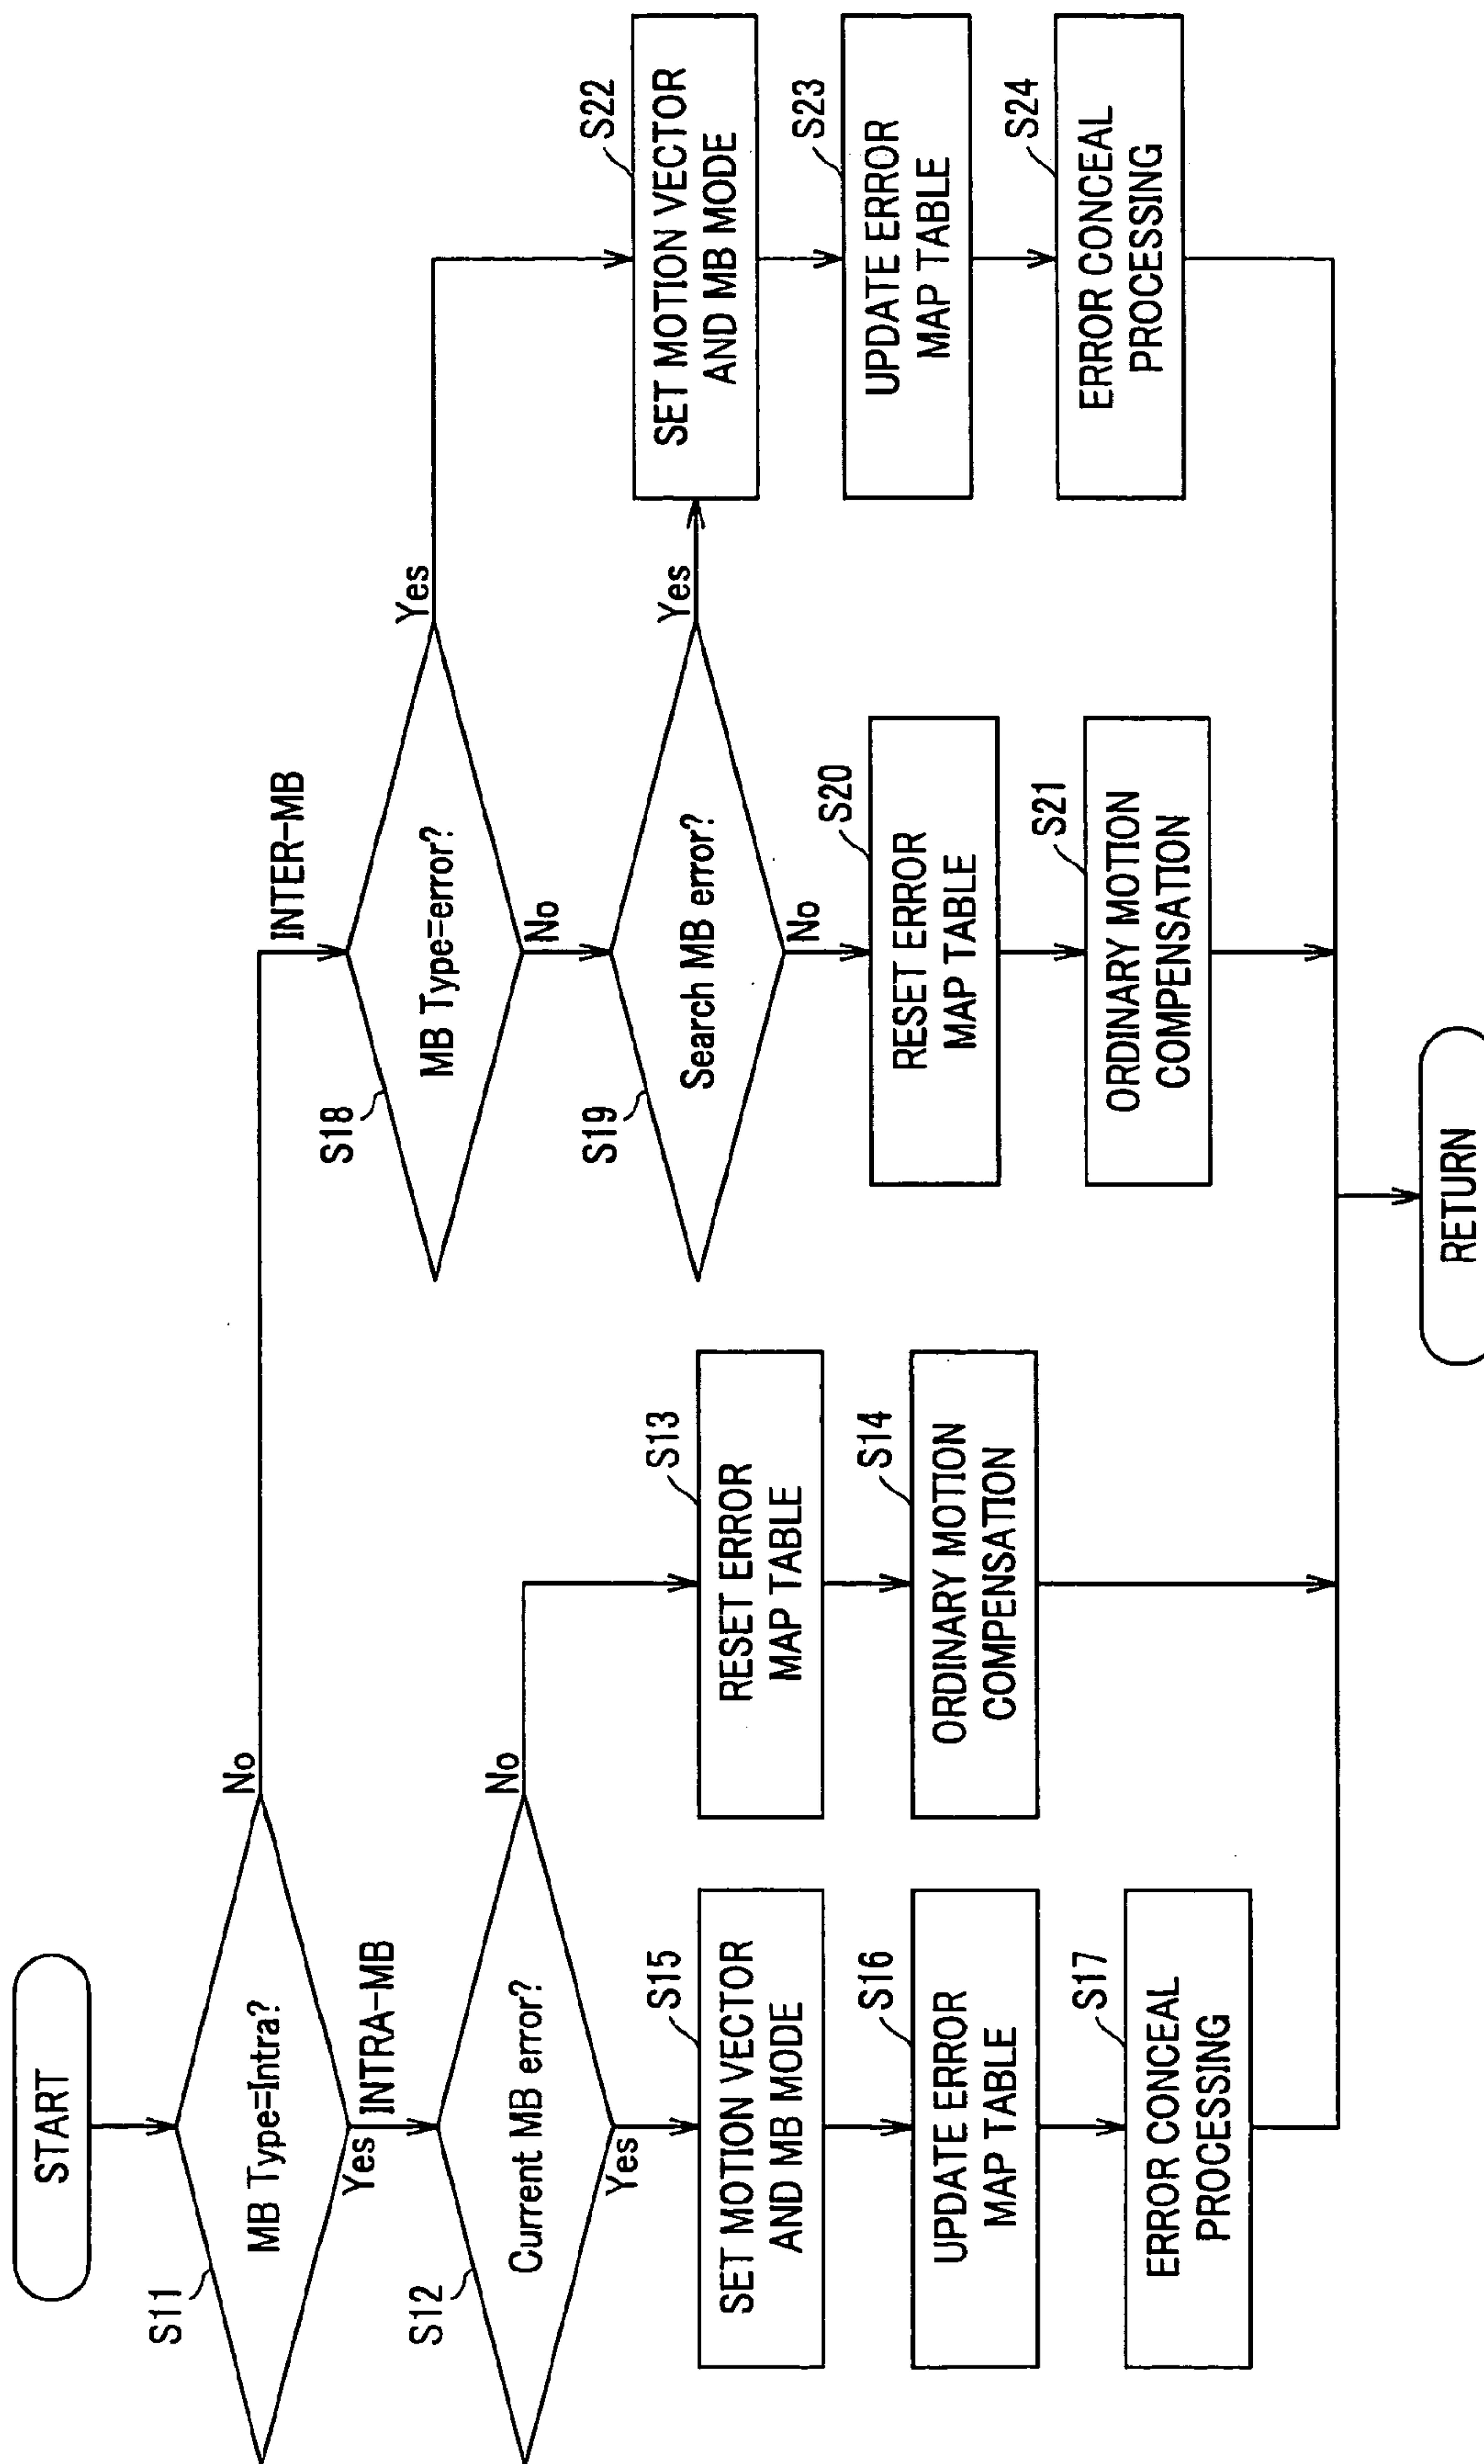 START
S11
MB Type=Intra?
No
Yes
INTRA-MB
S12
Current MB error?
No
Yes
S15
SET MOTION VECTOR
AND MB MODE
S16
UPDATE ERROR
MAP TABLE
S17
ERROR CONCEAL
PROCESSING
S13
RESET ERROR
MAP TABLE
S14
ORDINARY MOTION
COMPENSATION
INTER-MB
S18
MB Type=error?
Yes
No
S19
Search MB error?
Yes
No
S20
RESET ERROR
MAP TABLE
S21
ORDINARY MOTION
COMPENSATION
S22
SET MOTION VECTOR
AND MB MODE
S23
UPDATE ERROR
MAP TABLE
S24
ERROR CONCEAL
PROCESSING
RETURN